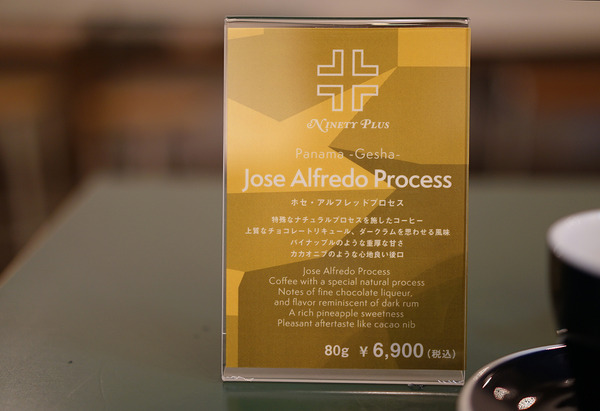 NINETY PLUS
Panama -Gesha-
Jose Alfredo Process
ホセ・アルフレッドプロセス
特殊なナチュラルプロセスを施したコーヒー
上質なチョコレートリキュール、ダークラムを思わせる風味
パイナップルのような重厚な甘さ
カカオニブのような心地良い後口
Jose Alfredo Process
Coffee with a special natural process
Notes of fine chocolate liqueur,
and flavor reminiscent of dark rum
A rich pineapple sweetness
Pleasant aftertaste like cacao nib
80g ￥6,900(税込)